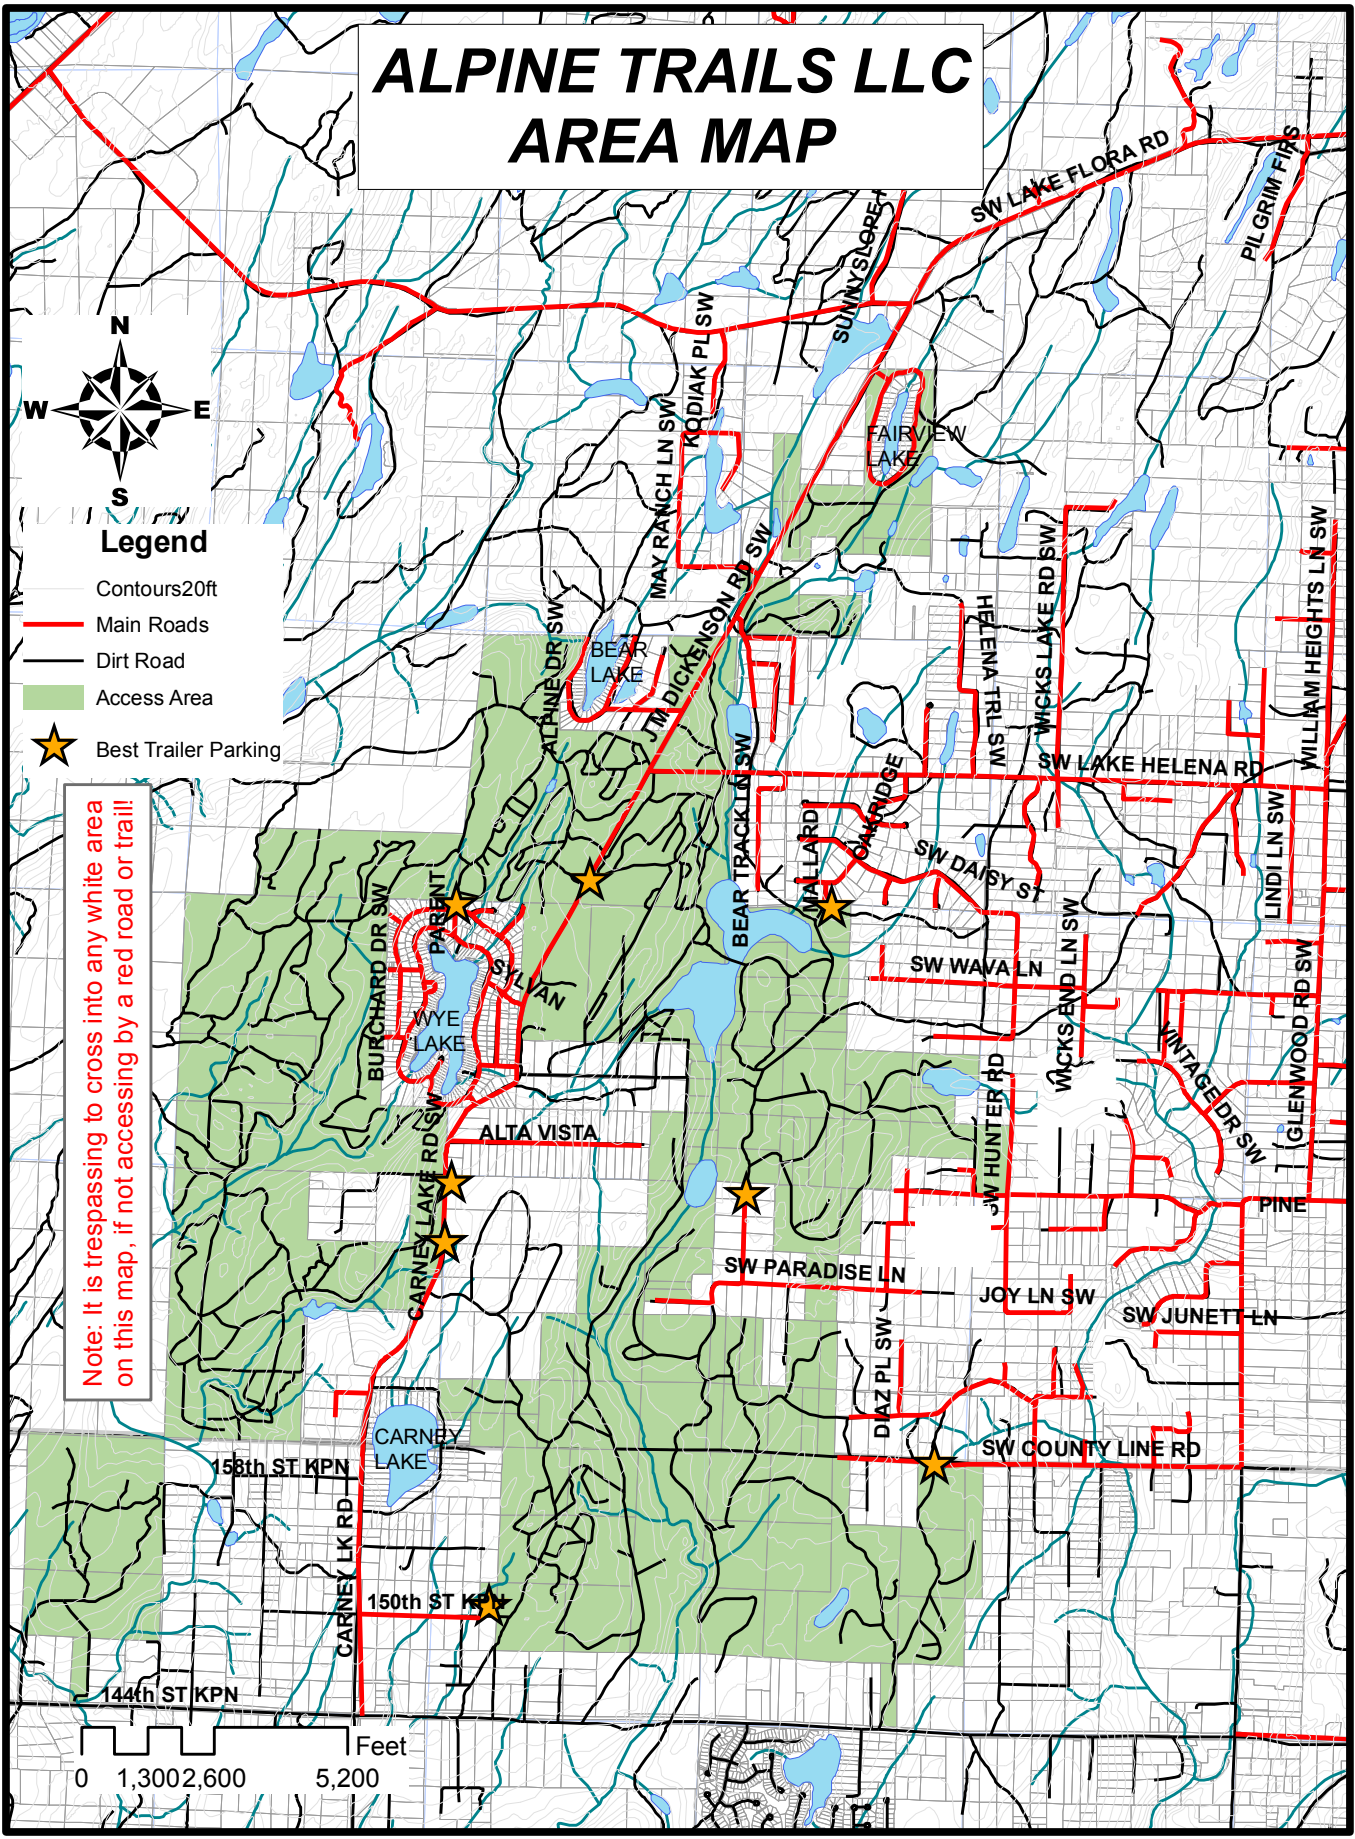 ALPINE TRAILS LLC
AREA MAP
SW LAKE FLORA RD
PILGRIM FIRS
SUNNYSLOPE
KODIAK PL SW
MAY RANCH LN SW
FAIRVIEW
LAKE
N
W
E
S
Legend
Contours20ft
Main Roads
Dirt Road
Access Area
Best Trailer Parking
Note: It is trespassing to cross into any white area
on this map, if not accessing by a red road or trail!
ALPINE DR SW
BEAR
LAKE
J M DICKENSON RD SW
HELENA TRL SW
WICKS LAKE RD SW
WILLIAM HEIGHTS LN SW
SW LAKE HELENA RD
BEAR TRACK LN SW
MALLARD
OAKRIDGE
SW DAISY ST
LINDI LN SW
BURCHARD DR SW
PARENT
SYLVAN
WYE
LAKE
SW WAVA LN
WICKS END LN SW
VINTAGE DR SW
GLENWOOD RD SW
SW HUNTER RD
ALTA VISTA
CARNEY LAKE RD SW
PINE
SW PARADISE LN
JOY LN SW
SW JUNETT LN
DIAZ PL SW
SW COUNTY LINE RD
CARNEY
LAKE
158th ST KPN
CARNEY LK RD
150th ST KPN
144th ST KPN
Feet
0 1,300 2,600 5,200